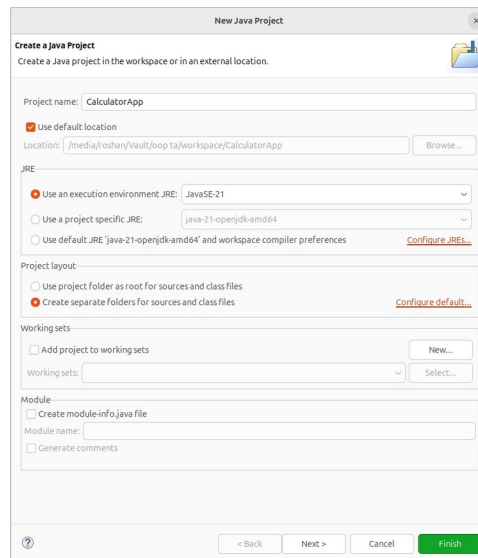 New Java Project
Create a Java Project
Create a Java project in the workspace or in an external location.
Project name: CalculatorApp
Use default location
Location: /media/roshan/Vault/oop ta/workspace/CalculatorApp Browse...
JRE
Use an execution environment JRE: JavaSE-21
Use a project specific JRE: java-21-openjdk-amd64
Use default JRE 'java-21-openjdk-amd64' and workspace compiler preferences Configure JREs...
Project layout
Use project folder as root for sources and class files
Create separate folders for sources and class files Configure default...
Working sets
Add project to working sets New...
Working sets: Select...
Module
Create module-info.java file
Module name:
Generate comments
< Back Next > Cancel Finish